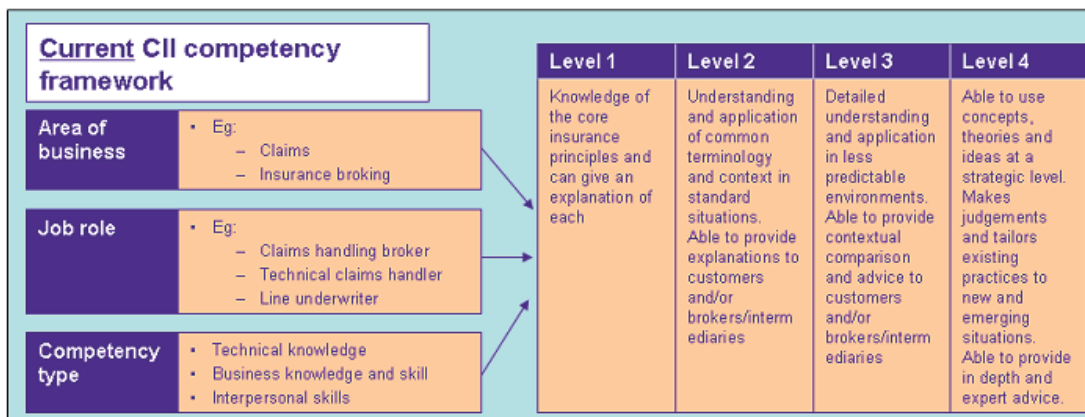 Current CII competency
framework
Area of
business
• Eg:
– Claims
– Insurance broking
Job role
• Eg:
– Claims handling broker
– Technical claims handler
– Line underwriter
Competency
type
• Technical knowledge
• Business knowledge and skill
• Interpersonal skills
Level 1
Knowledge of
the core
insurance
principles and
can give an
explanation of
each
Level 2
Understanding
and application
of common
terminology
and context in
standard
situations.
Able to provide
explanations to
customers
and/or
brokers/interm
ediaries
Level 3
Detailed
understanding
and application
in less
predictable
environments.
Able to provide
contextual
comparison
and advice to
customers
and/or
brokers/interm
ediaries
Level 4
Able to use
concepts,
theories and
ideas at a
strategic level.
Makes
judgements
and tailors
existing
practices to
new and
emerging
situations.
Able to provide
in depth and
expert advice.